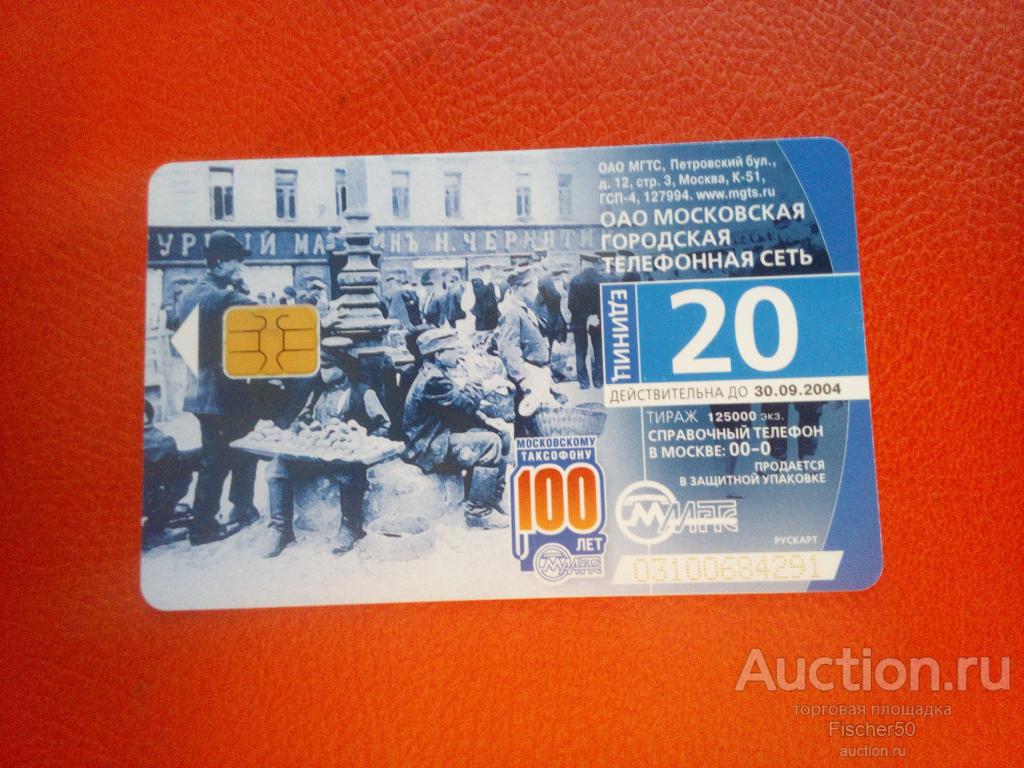 ОАО МГТС, Петровский бул.,
д. 12, стр. 3, Москва, К-51,
ГСП-4, 127994. www.mgts.ru
ОАО МОСКОВСКАЯ
ГОРОДСКАЯ
ТЕЛЕФОННАЯ СЕТЬ
УРНЫЙ МАГАЗИНЪ Н. ЧЕРНЯТИ
ЕДИНИЦ
20
ДЕЙСТВИТЕЛЬНА ДО 30.09.2004
ТИРАЖ 125000 экз.
СПРАВОЧНЫЙ ТЕЛЕФОН
В МОСКВЕ: 00-0
ПРОДАЕТСЯ
В ЗАЩИТНОЙ УПАКОВКЕ
МОСКОВСКОМУ
ТАКСОФОНУ
100
ЛЕТ
МГТС
МГТС
РУСКАРТ
03100684291
Auction.ru
торговая площадка
Fischer50
auction.ru